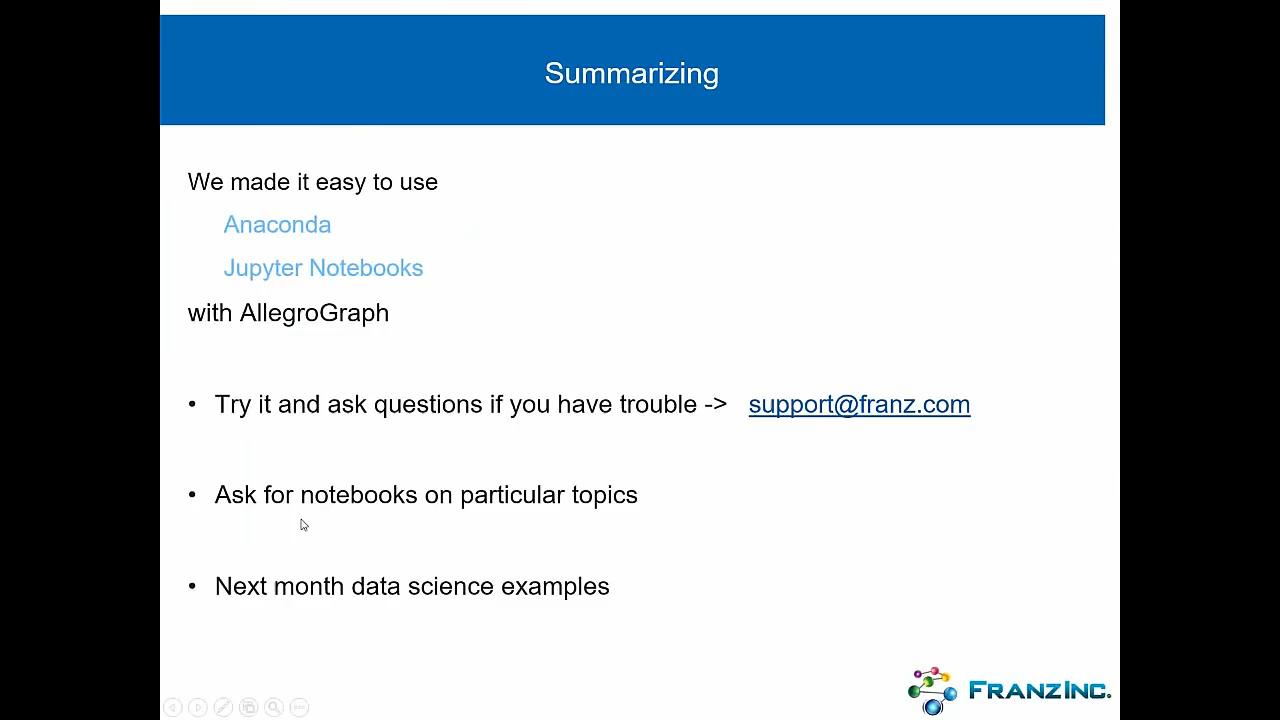 Summarizing
We made it easy to use
Anaconda
Jupyter Notebooks
with AllegroGraph
• Try it and ask questions if you have trouble -> support@franz.com
• Ask for notebooks on particular topics
• Next month data science examples
FRANZ INC.